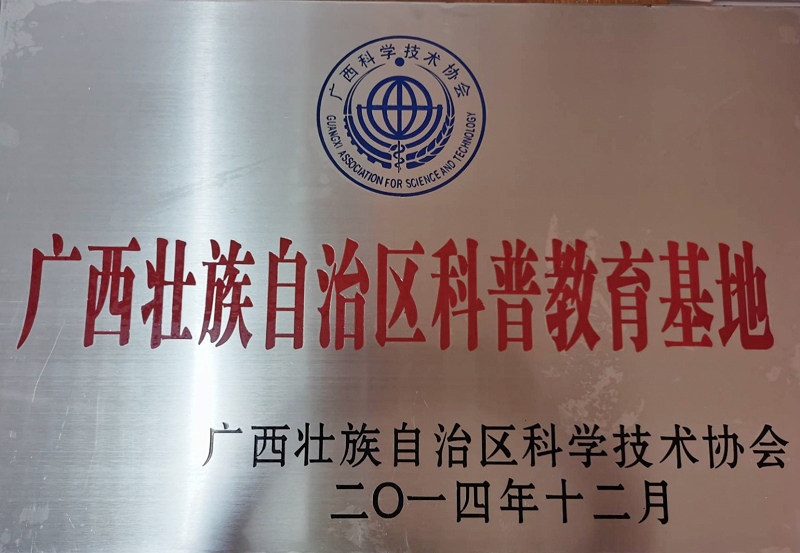 广西科学技术协会
GUANGXI ASSOCIATION FOR SCIENCE AND TECHNOLOGY
广西壮族自治区科普教育基地
广西壮族自治区科学技术协会
二〇一四年十二月